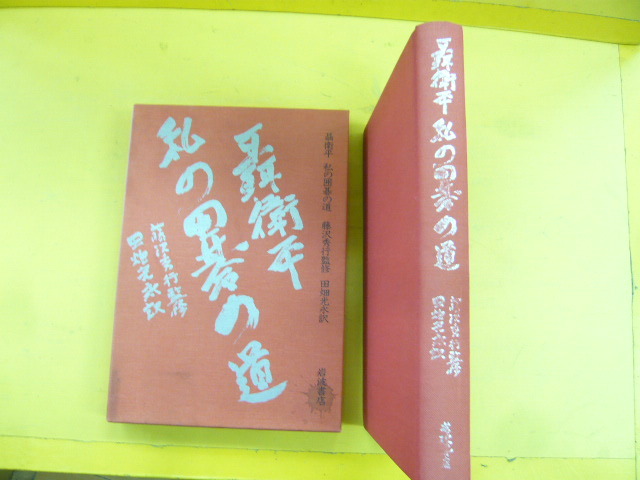 聶衛平 私の囲碁の道 藤沢秀行監修 田畑光永訳
岩波書店
聶衛平
私の囲碁の道
藤沢秀行監修
田畑光永訳
聶衛平 私の囲碁の道
藤沢秀行監修
田畑光永訳
岩波書店